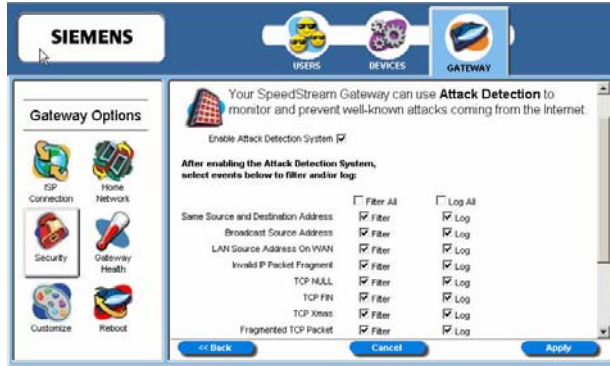 SIEMENS
USERS
DEVICES
GATEWAY
Gateway Options
ISP
Connection
Home
Network
Security
Gateway
Health
Customize
Reboot
Your SpeedStream Gateway can use Attack Detection to
monitor and prevent well-known attacks coming from the Internet.
Enable Attack Detection System
After enabling the Attack Detection System,
select events below to filter and/or
log:
Filter All Log All
Same Source and Destination Address Filter Log
Broadcast Source Address Filter Log
LAN Source Address On WAN Filter Log
Invalid IP Packet Fragment Filter Log
TCP NULL Filter Log
TCP FIN Filter Log
TCP Xmas Filter Log
Fragmented TCP Packet Filter Log
<< Back Cancel Apply